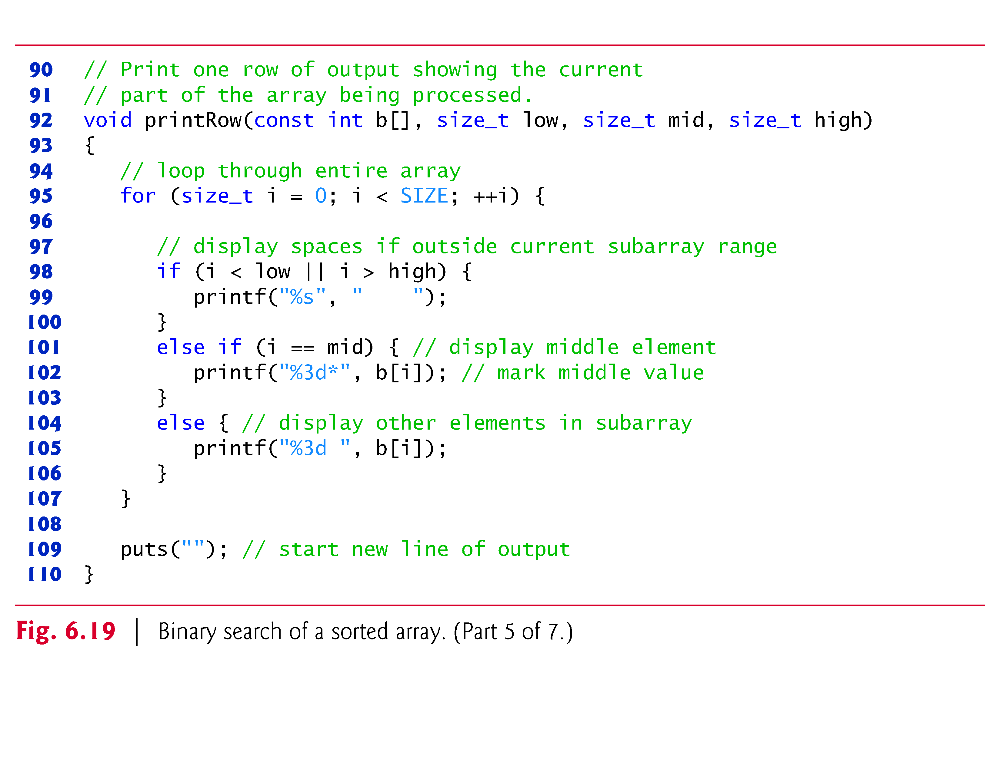 90 // Print one row of output showing the current
91 // part of the array being processed.
92 void printRow(const int b[], size_t low, size_t mid, size_t high)
93 {
94    // loop through entire array
95    for (size_t i = 0; i < SIZE; ++i) {
96
97       // display spaces if outside current subarray range
98       if (i < low || i > high) {
99          printf("%s", "    ");
100       }
101       else if (i == mid) { // display middle element
102          printf("%3d*", b[i]); // mark middle value
103       }
104       else { // display other elements in subarray
105          printf("%3d ", b[i]);
106       }
107    }
108
109    puts(""); // start new line of output
110 }
Fig. 6.19 | Binary search of a sorted array. (Part 5 of 7.)